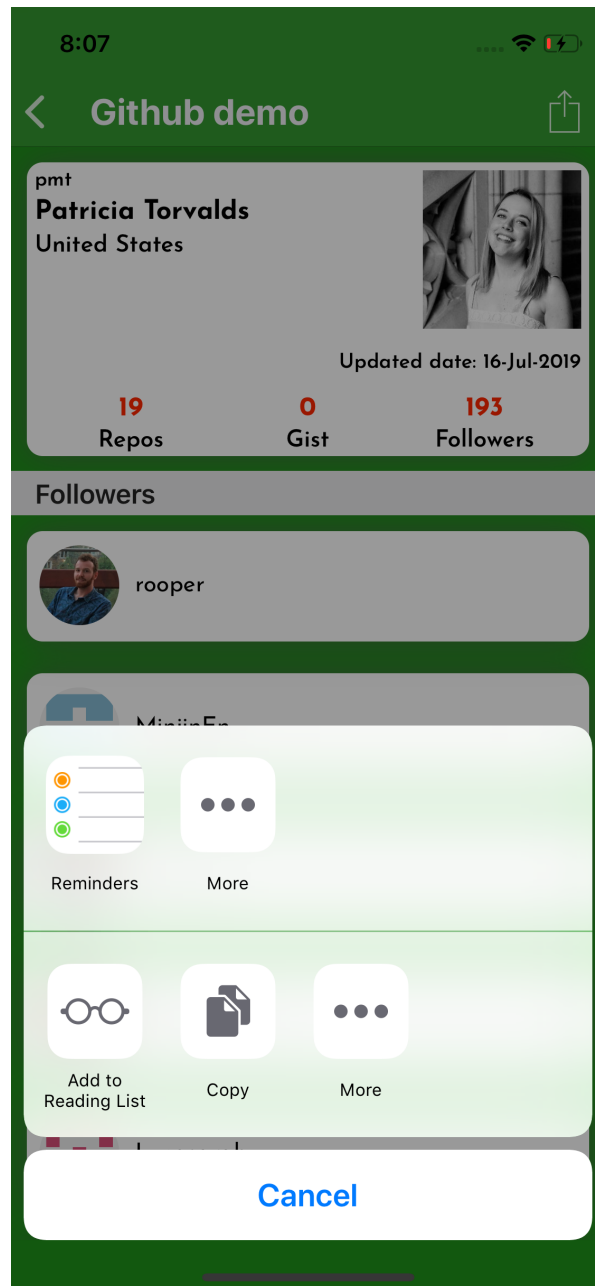 8:07
Github demo
pmt
Patricia Torvalds
United States
Updated date: 16-Jul-2019
19
0
193
Repos
Gist
Followers
Followers
rooper
Reminders
More
Add to
Reading List
Copy
More
Cancel